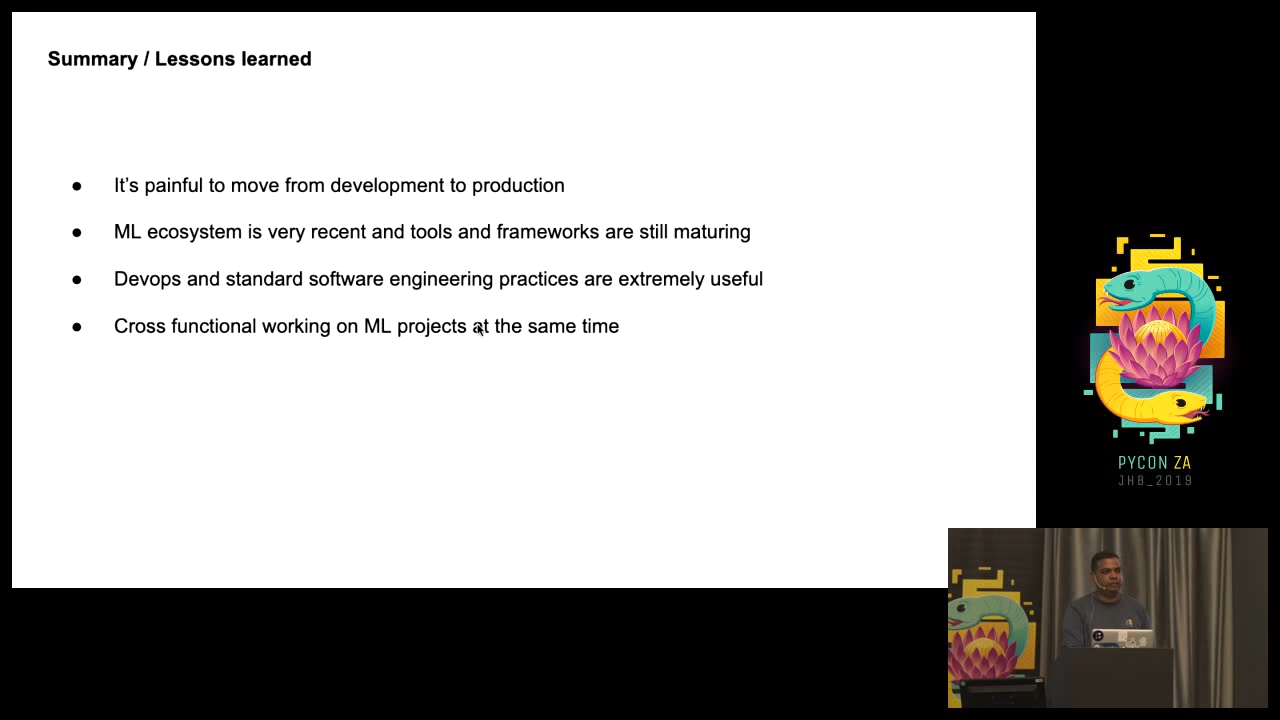 Summary / Lessons learned
● It's painful to move from development to production
● ML ecosystem is very recent and tools and frameworks are still maturing
● Devops and standard software engineering practices are extremely useful
● Cross functional working on ML projects at the same time
PYCON ZA
JHB_2019